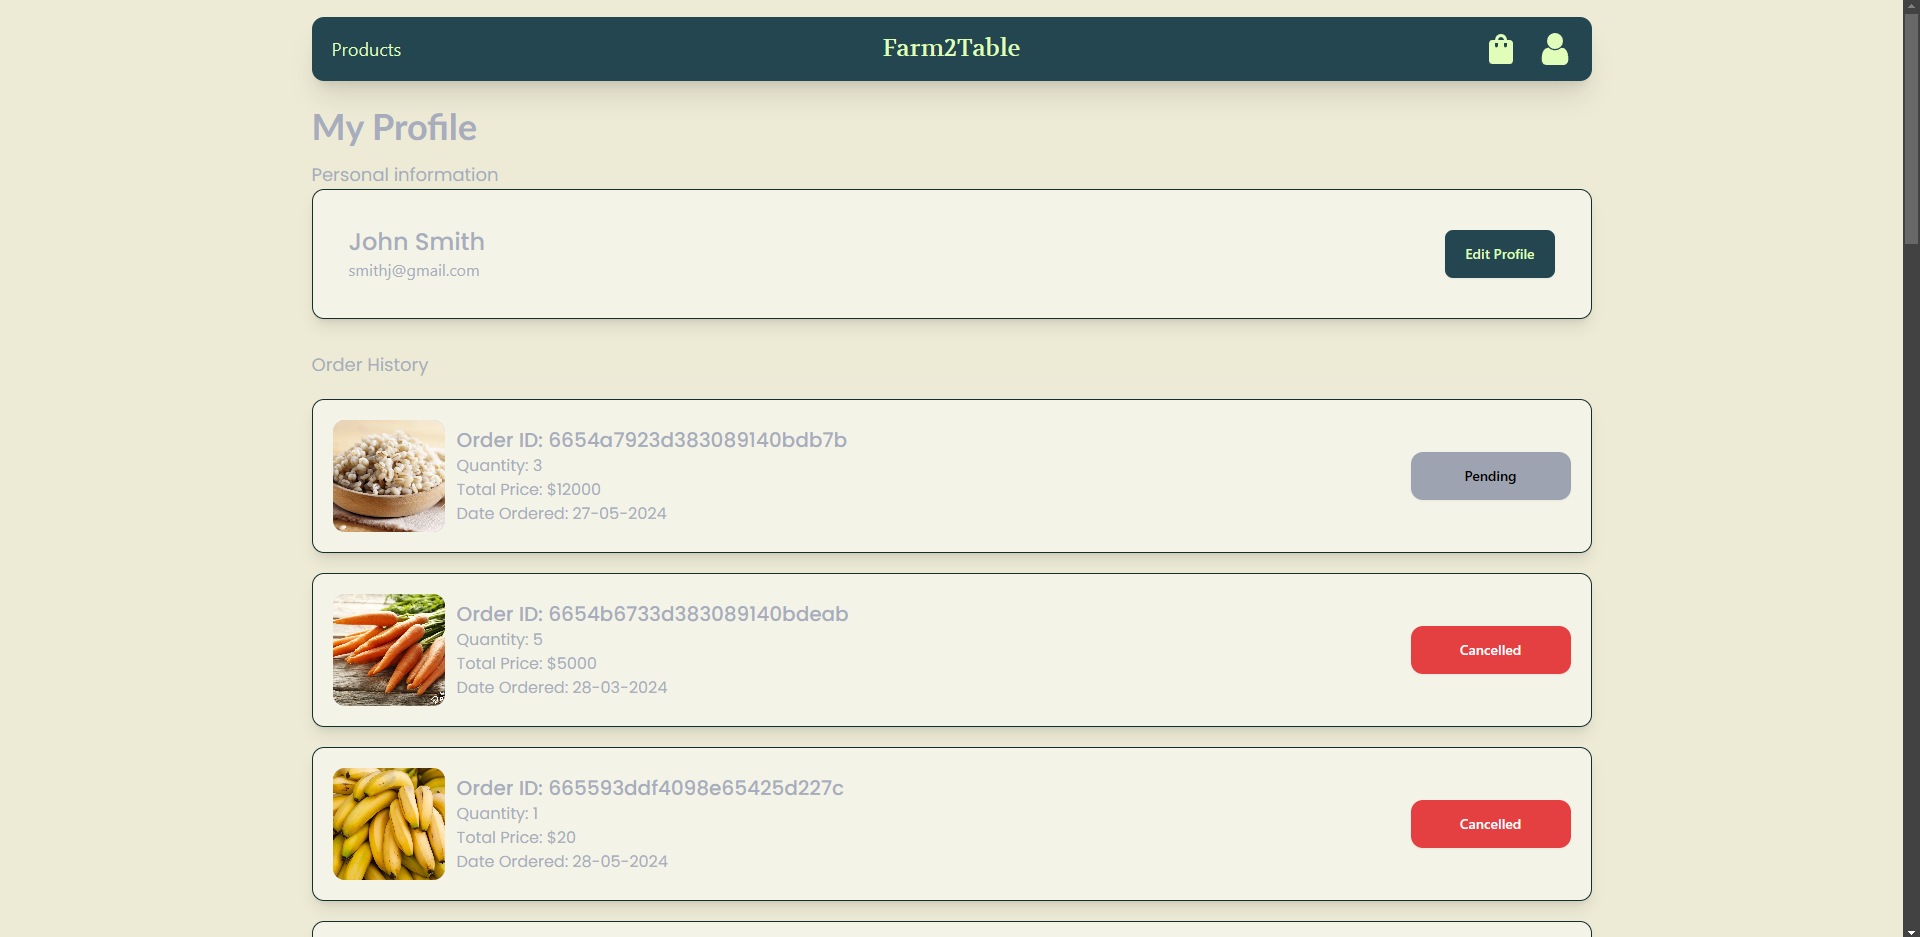 Products
Farm2Table
My Profile
Personal information
John Smith
smithj@gmail.com
Edit Profile
Order History
Order ID: 6654a7923d383089140bdb7b
Quantity: 3
Total Price: $12000
Date Ordered: 27-05-2024
Pending
Order ID: 6654b6733d383089140bdeab
Quantity: 5
Total Price: $5000
Date Ordered: 28-03-2024
Cancelled
Order ID: 665593ddf4098e65425d227c
Quantity: 1
Total Price: $20
Date Ordered: 28-05-2024
Cancelled